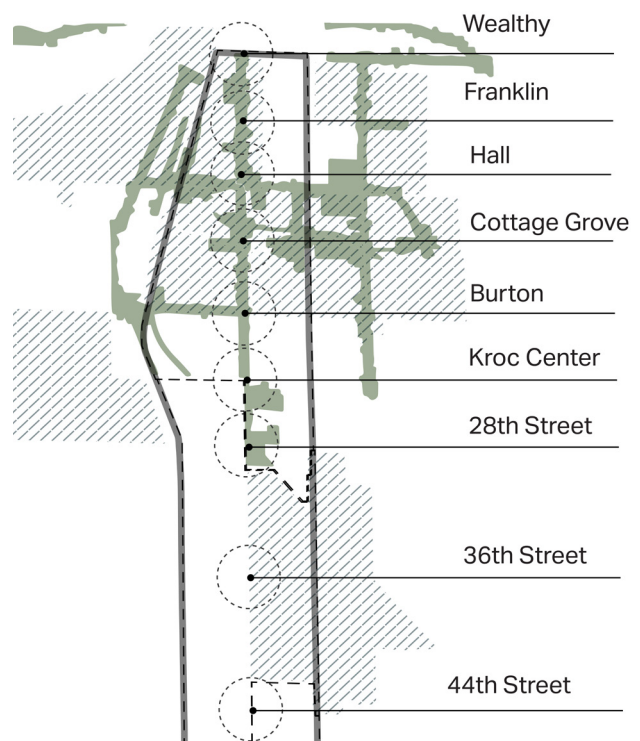 Wealthy
Franklin
Hall
Cottage Grove
Burton
Kroc Center
28th Street
36th Street
44th Street